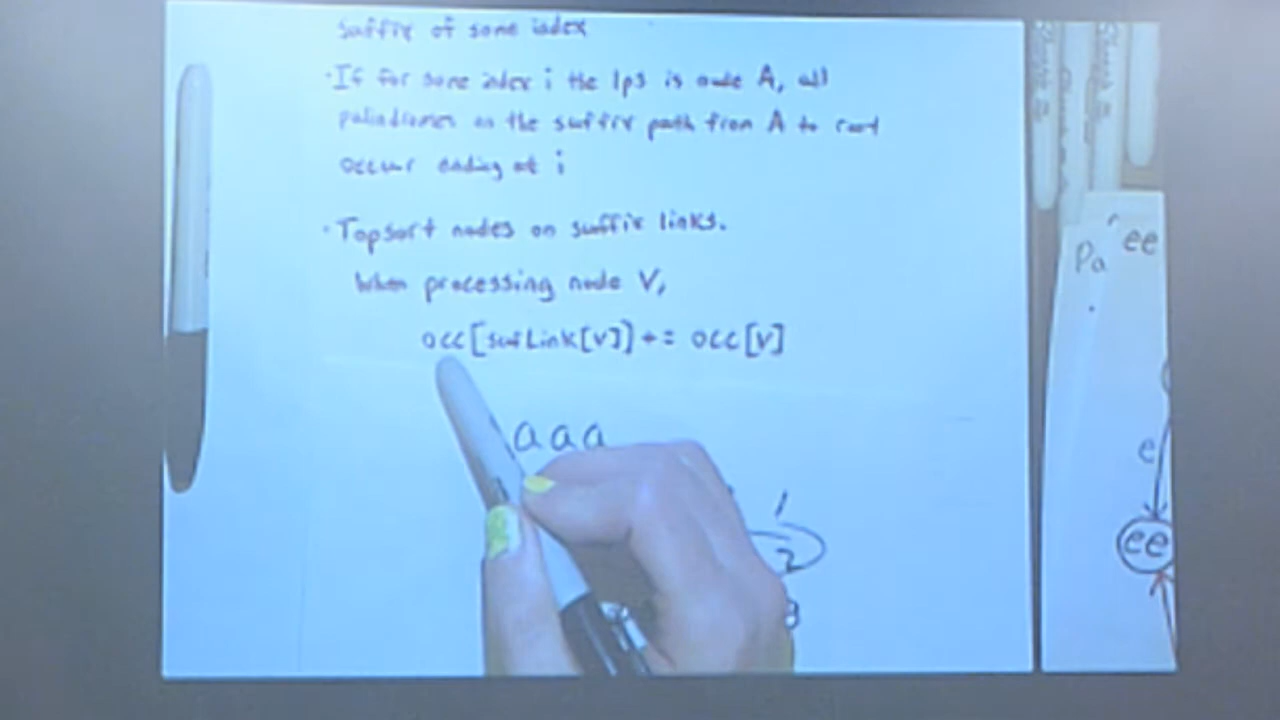 suffix of some index
· If for some index i the lps is node A, all
palindromes on the suffix path from A to root
occur ending at i
· Topsort nodes on suffix links.
When processing node V,
occ[sufLink[v]] += occ[v]
a a a
1
2
Pa
ee
e
ee